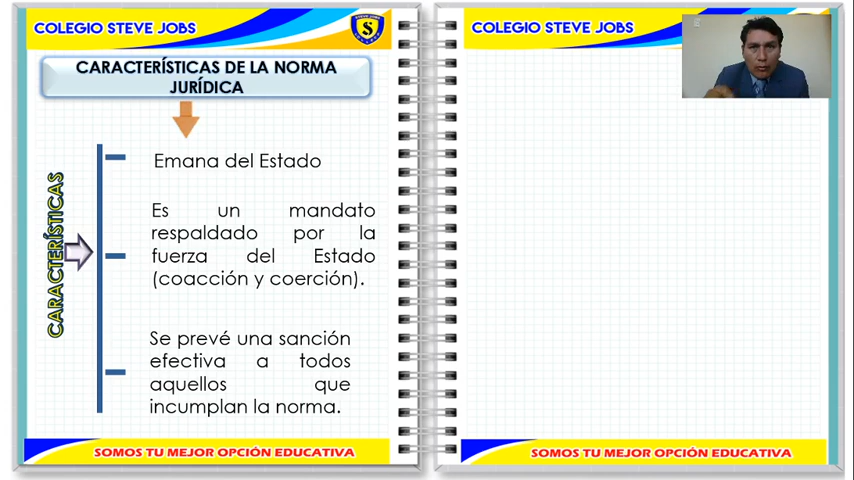 COLEGIO STEVE JOBS
STEVE JOBS
S
CARACTERÍSTICAS DE LA NORMA
JURÍDICA
CARACTERÍSTICAS
Emana del Estado
Es un mandato
respaldado por la
fuerza del Estado
(coacción y coerción).
Se prevé una sanción
efectiva a todos
aquellos que
incumplan la norma.
SOMOS TU MEJOR OPCIÓN EDUCATIVA
COLEGIO STEVE JOBS
SOMOS TU MEJOR OPCIÓN EDUCATIVA